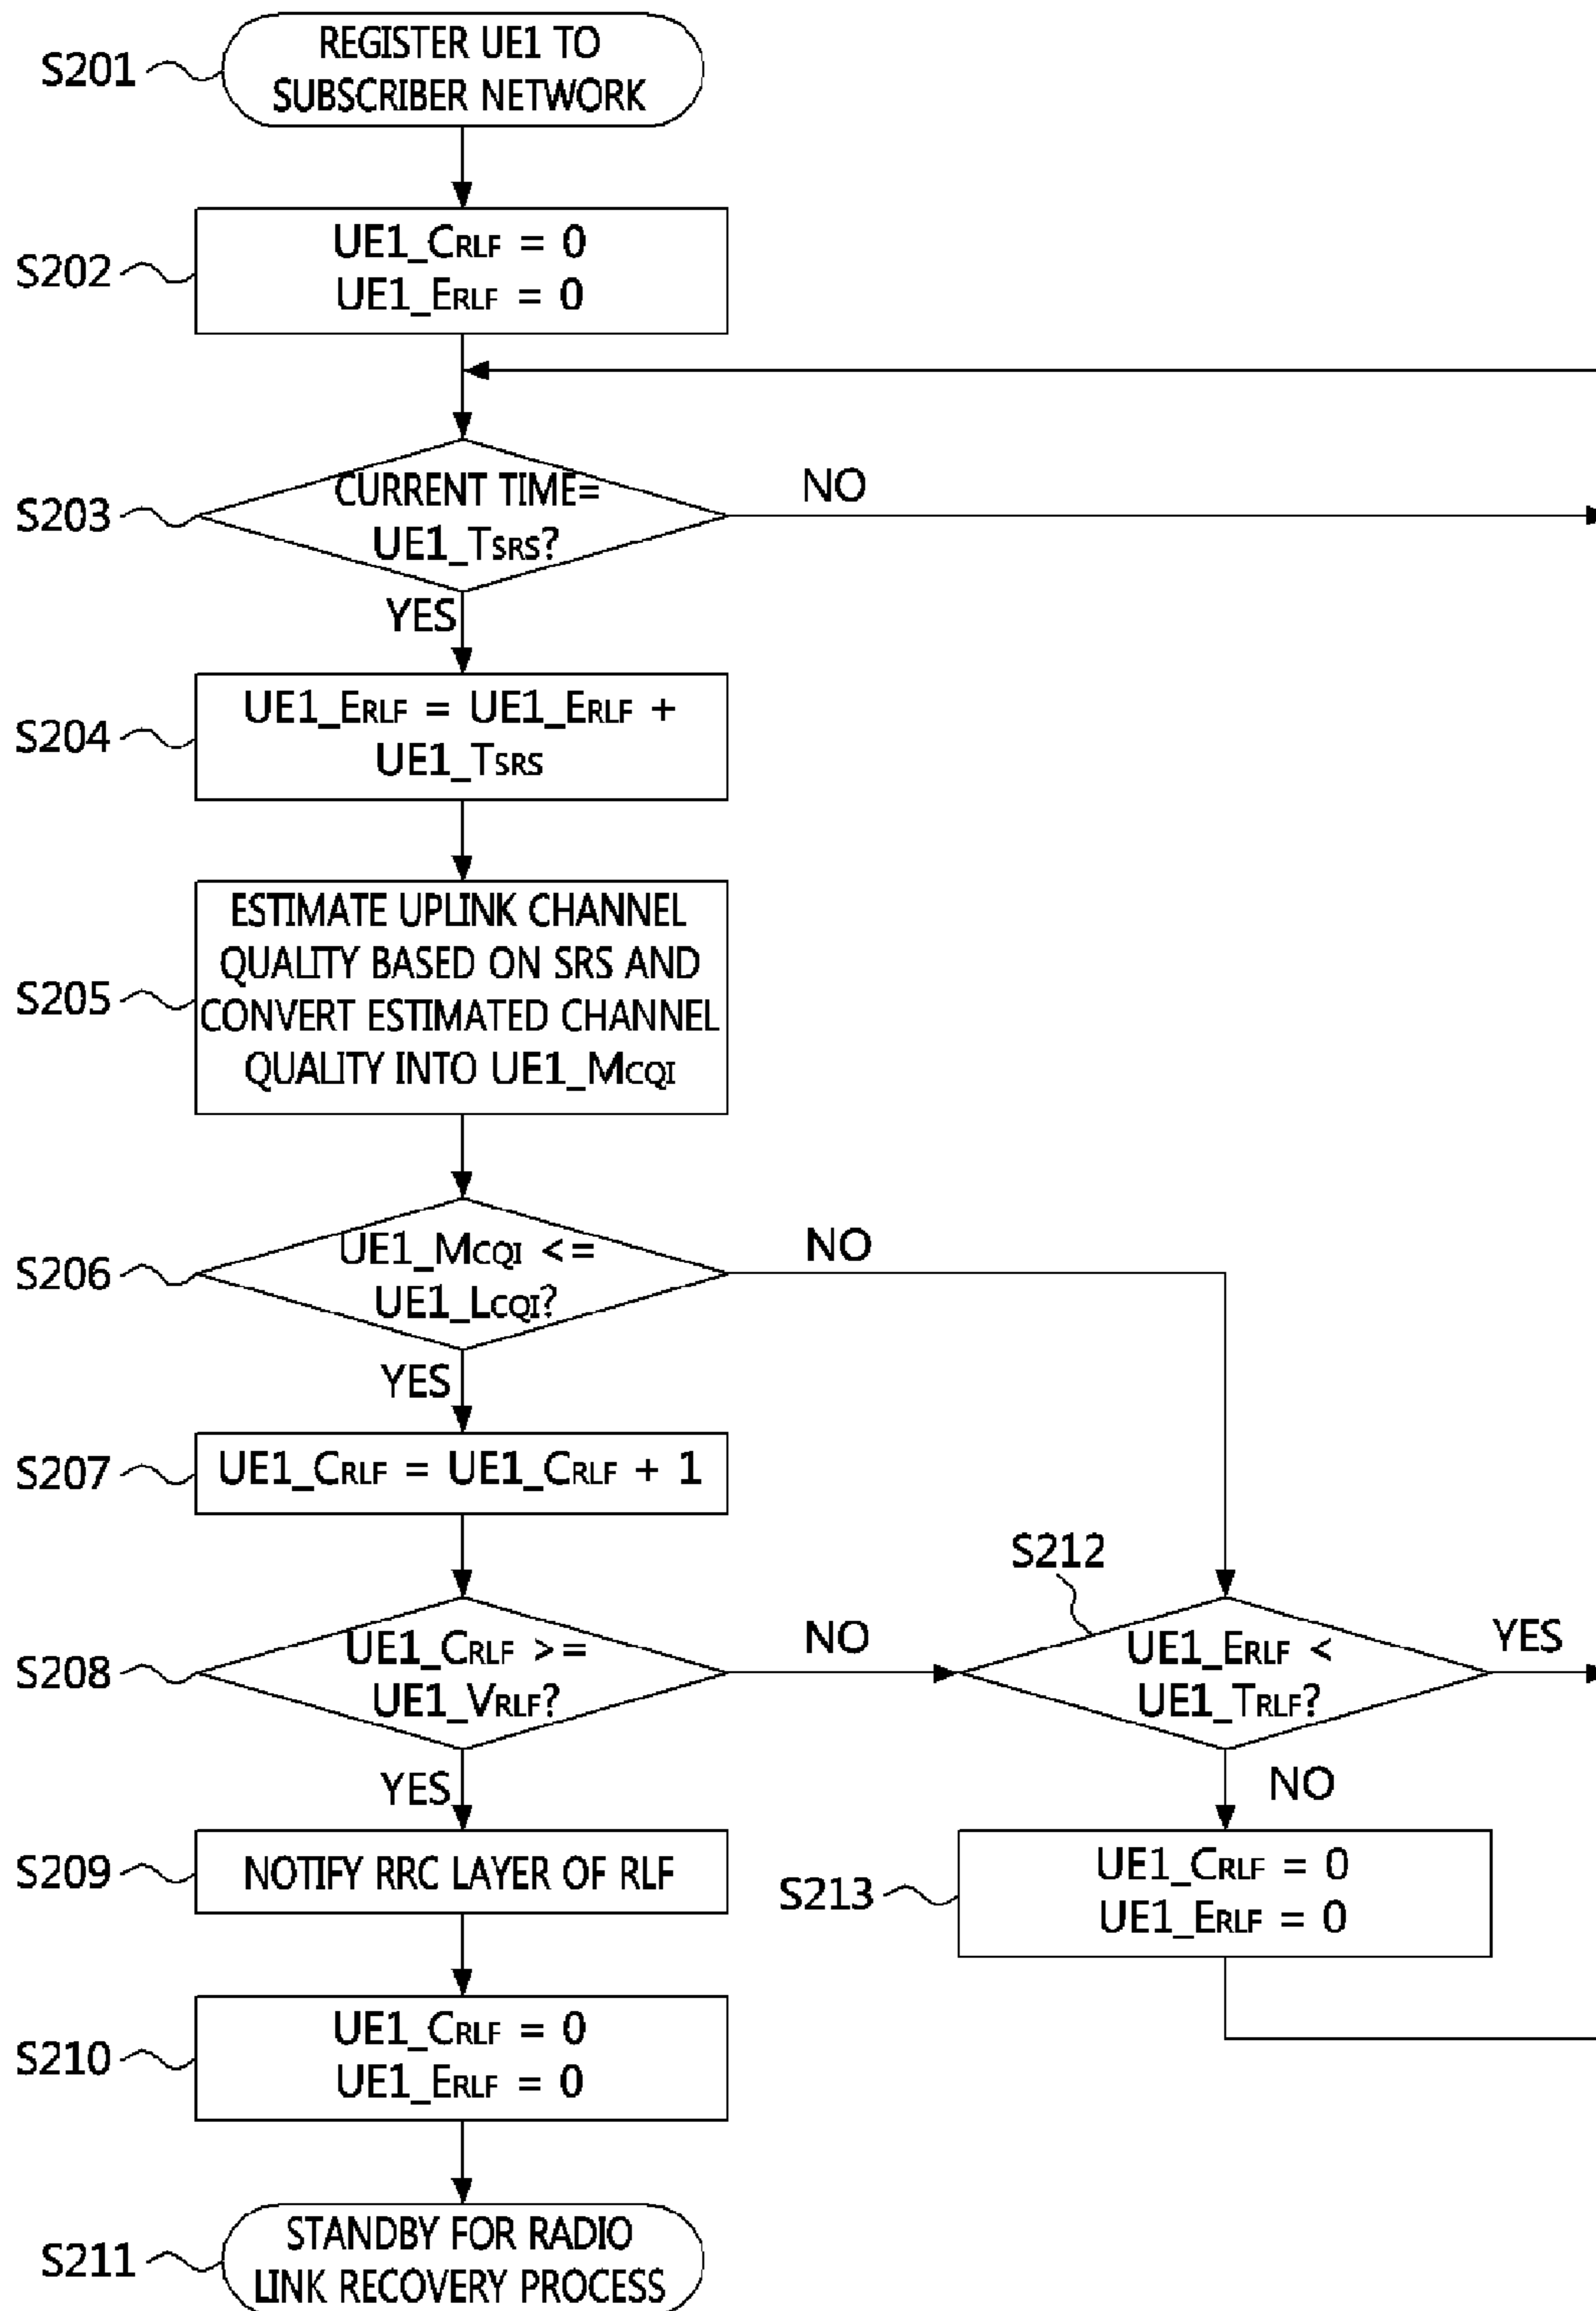 S201
REGISTER UE1 TO
SUBSCRIBER NETWORK
S202
UE1_CRLF = 0
UE1_ERLF = 0
S203
CURRENT TIME=
UE1_TSRS?
NO
YES
S204
UE1_ERLF = UE1_ERLF +
UE1_TSRS
S205
ESTIMATE UPLINK CHANNEL
QUALITY BASED ON SRS AND
CONVERT ESTIMATED CHANNEL
QUALITY INTO UE1_MCQI
S206
UE1_MCQI <=
UE1_LCQI?
NO
YES
S207
UE1_CRLF = UE1_CRLF + 1
S208
UE1_CRLF >=
UE1_VRLF?
NO
YES
S212
UE1_ERLF <
UE1_TRLF?
YES
NO
S209
NOTIFY RRC LAYER OF RLF
S213
UE1_CRLF = 0
UE1_ERLF = 0
S210
UE1_CRLF = 0
UE1_ERLF = 0
S211
STANDBY FOR RADIO
LINK RECOVERY PROCESS